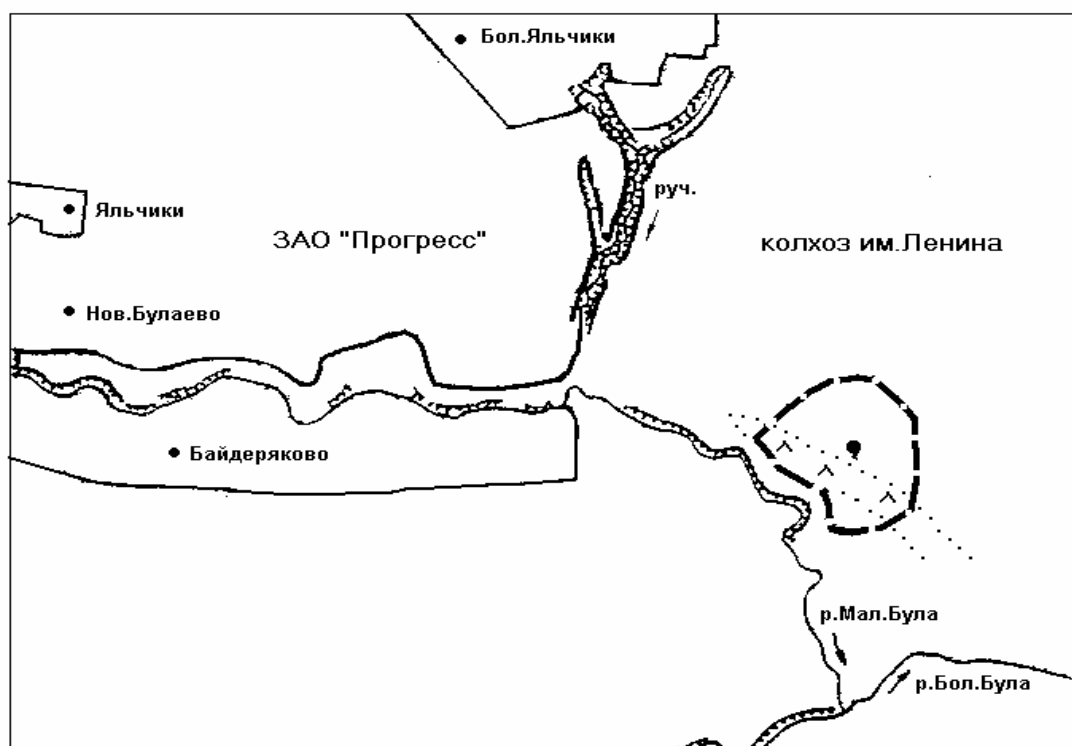 Бол.Яльчики
руч.
Яльчики
ЗАО "Прогресс"
колхоз им.Ленина
Нов.Булаево
Байдеряково
р.Мал.Була
р.Бол.Була